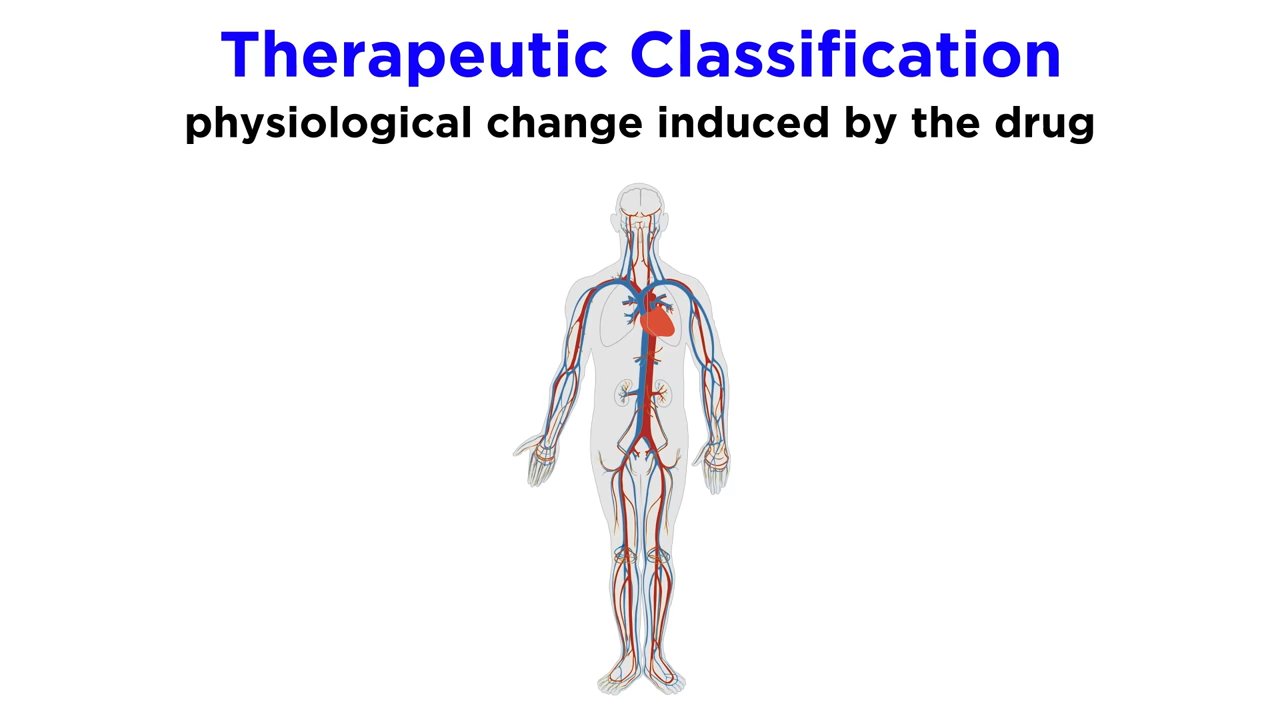 Therapeutic Classification
physiological change induced by the drug